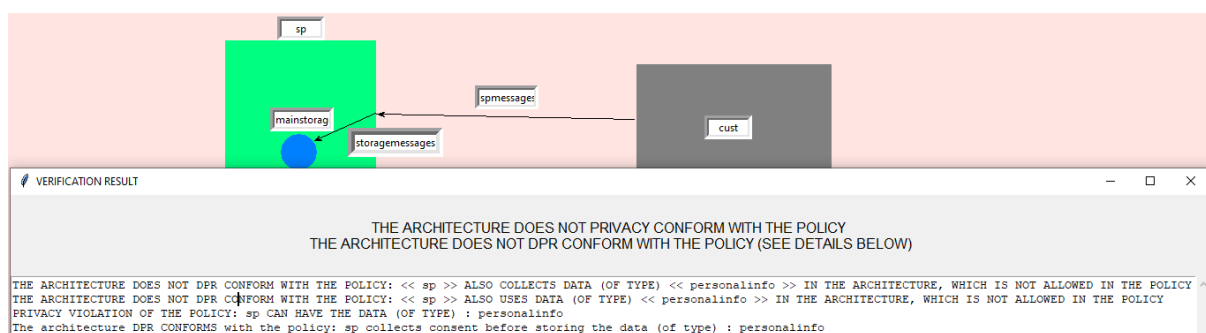 sp
spmessages
mainstorag
cust
storagemessages
VERIFICATION RESULT
THE ARCHITECTURE DOES NOT PRIVACY CONFORM WITH THE POLICY
THE ARCHITECTURE DOES NOT DPR CONFORM WITH THE POLICY (SEE DETAILS BELOW)
THE ARCHITECTURE DOES NOT DPR CONFORM WITH THE POLICY: << sp >> ALSO COLLECTS DATA (OF TYPE) << personalinfo >> IN THE ARCHITECTURE, WHICH IS NOT ALLOWED IN THE POLICY
THE ARCHITECTURE DOES NOT DPR CONFORM WITH THE POLICY: << sp >> ALSO USES DATA (OF TYPE) << personalinfo >> IN THE ARCHITECTURE, WHICH IS NOT ALLOWED IN THE POLICY
PRIVACY VIOLATION OF THE POLICY: sp CAN HAVE THE DATA (OF TYPE) : personalinfo
The architecture DPR CONFORMS with the policy: sp collects consent before storing the data (of type) : personalinfo